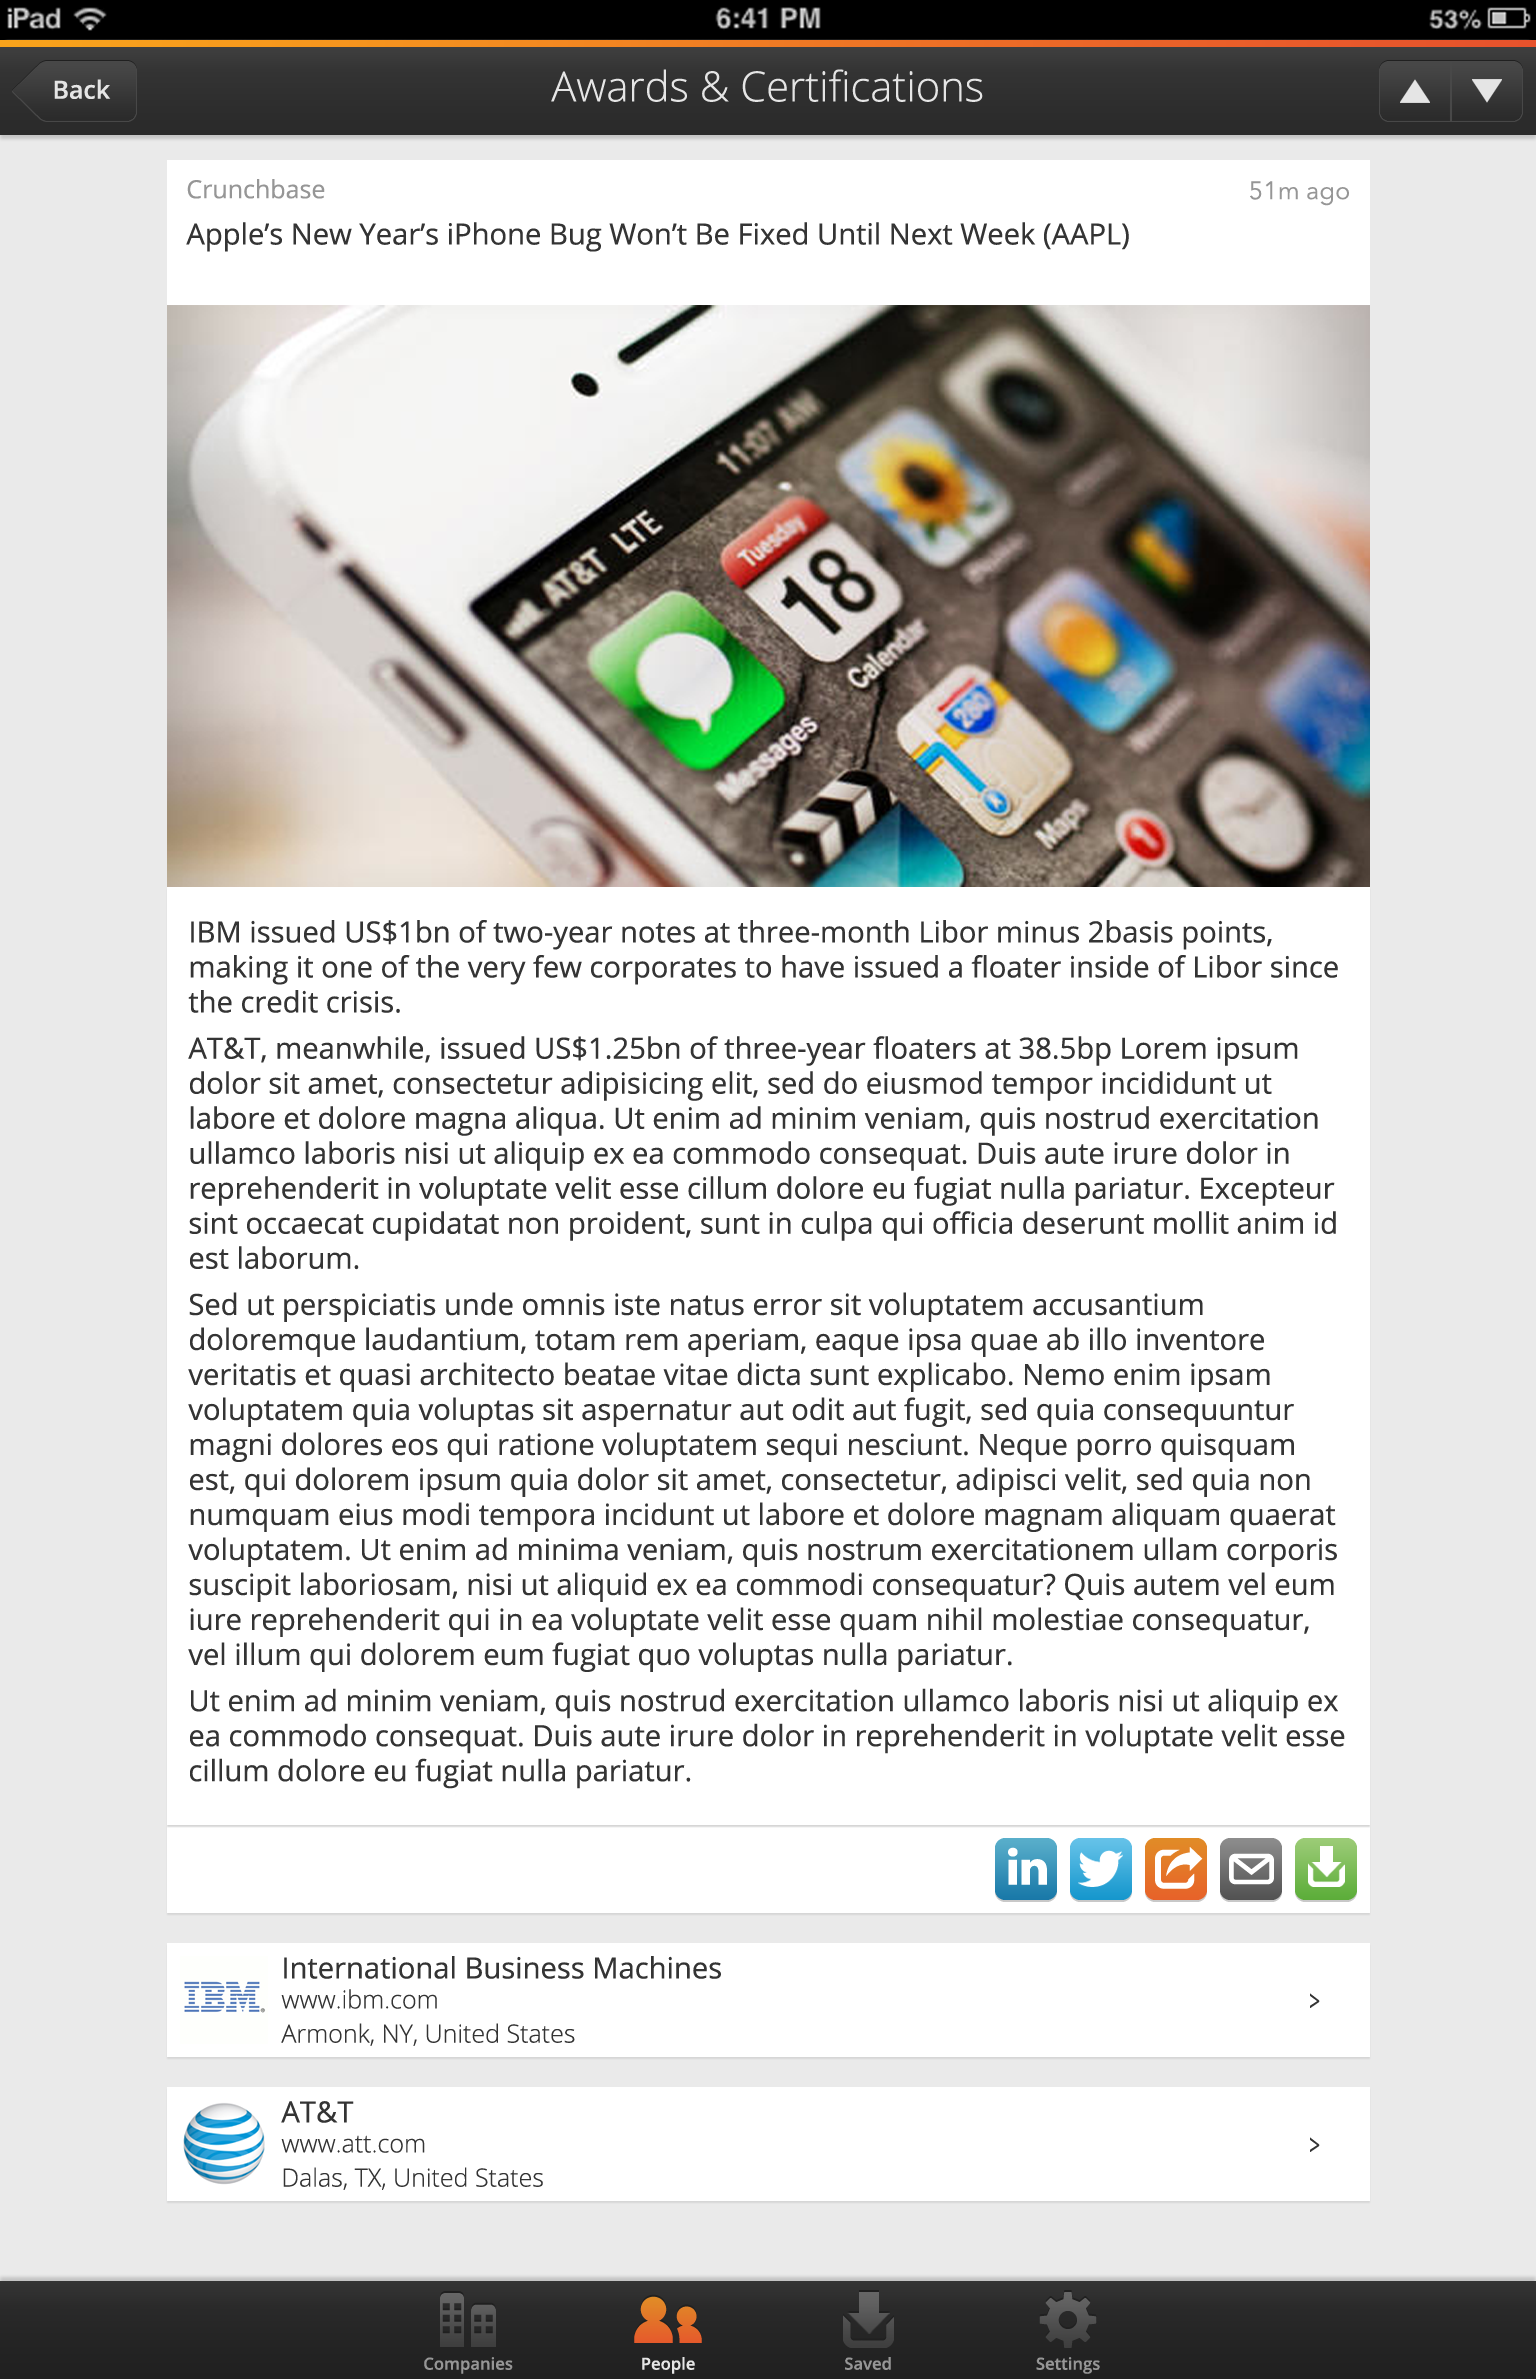 iPad
6:41 PM
53%
Back
Awards & Certifications
Crunchbase
51m ago
Apple’s New Year’s iPhone Bug Won’t Be Fixed Until Next Week (AAPL)
11:07 AM
AT&T LTE
Tuesday
18
Calendar
Messages
280
Maps
IBM issued US$1bn of two-year notes at three-month Libor minus 2basis points,
making it one of the very few corporates to have issued a floater inside of Libor since
the credit crisis.
AT&T, meanwhile, issued US$1.25bn of three-year floaters at 38.5bp Lorem ipsum
dolor sit amet, consectetur adipisicing elit, sed do eiusmod tempor incididunt ut
labore et dolore magna aliqua. Ut enim ad minim veniam, quis nostrud exercitation
ullamco laboris nisi ut aliquip ex ea commodo consequat. Duis aute irure dolor in
reprehenderit in voluptate velit esse cillum dolore eu fugiat nulla pariatur. Excepteur
sint occaecat cupidatat non proident, sunt in culpa qui officia deserunt mollit anim id
est laborum.
Sed ut perspiciatis unde omnis iste natus error sit voluptatem accusantium
doloremque laudantium, totam rem aperiam, eaque ipsa quae ab illo inventore
veritatis et quasi architecto beatae vitae dicta sunt explicabo. Nemo enim ipsam
voluptatem quia voluptas sit aspernatur aut odit aut fugit, sed quia consequuntur
magni dolores eos qui ratione voluptatem sequi nesciunt. Neque porro quisquam
est, qui dolorem ipsum quia dolor sit amet, consectetur, adipisci velit, sed quia non
numquam eius modi tempora incidunt ut labore et dolore magnam aliquam quaerat
voluptatem. Ut enim ad minima veniam, quis nostrum exercitationem ullam corporis
suscipit laboriosam, nisi ut aliquid ex ea commodi consequatur? Quis autem vel eum
iure reprehenderit qui in ea voluptate velit esse quam nihil molestiae consequatur,
vel illum qui dolorem eum fugiat quo voluptas nulla pariatur.
Ut enim ad minim veniam, quis nostrud exercitation ullamco laboris nisi ut aliquip ex
ea commodo consequat. Duis aute irure dolor in reprehenderit in voluptate velit esse
cillum dolore eu fugiat nulla pariatur.
in
IBM
International Business Machines
www.ibm.com
Armonk, NY, United States
AT&T
www.att.com
Dalas, TX, United States
Companies
People
Saved
Settings